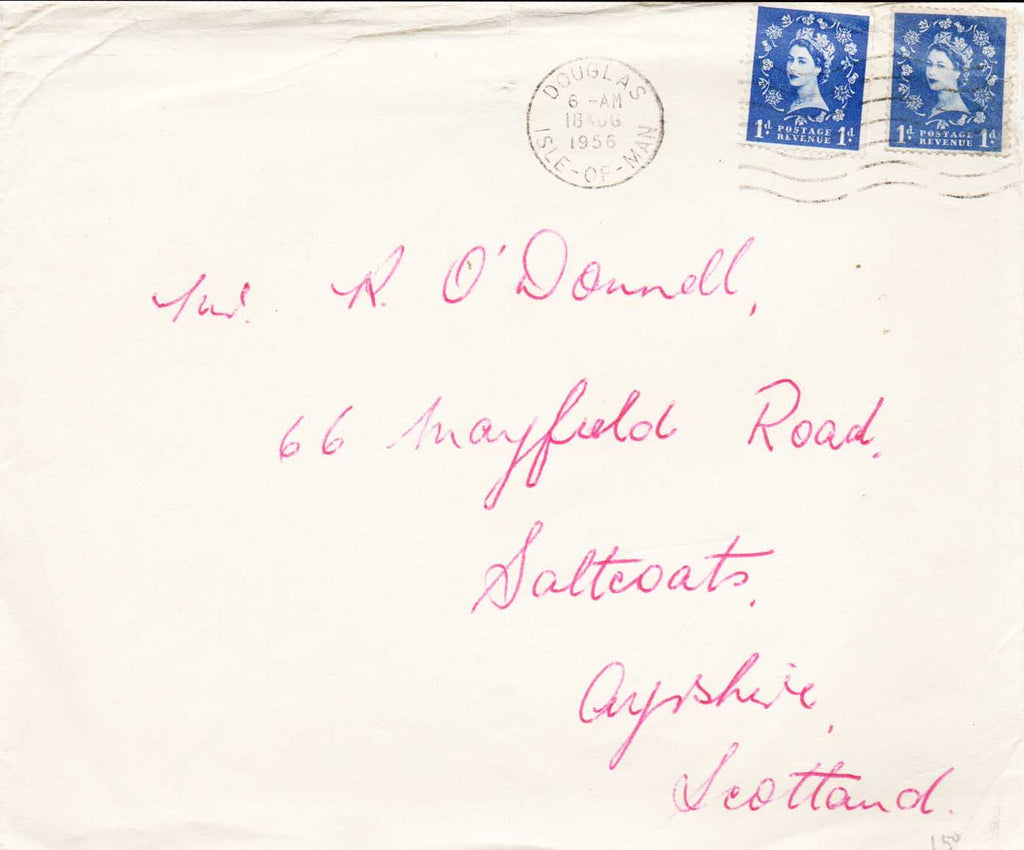 DOUGLAS
6 - AM
18 AUG
1956
ISLE-OF-MAN
1d. POSTAGE REVENUE 1d.
1d. POSTAGE REVENUE 1d.
R. O'Donnell,
66 Mayfield Road,
Saltcoats,
Ayrshire,
Scotland.
150